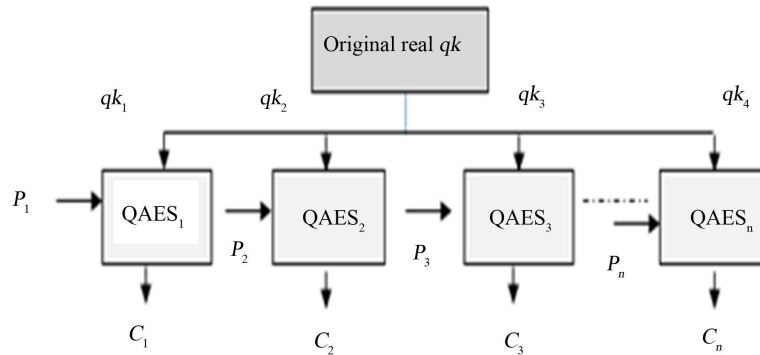 Original real qk
qk₁ qk₂ qk₃ qk₄
P₁ QAES₁ P₂ QAES₂ P₃ QAES₃ Pₙ QAESₙ
C₁ C₂ C₃ Cₙ